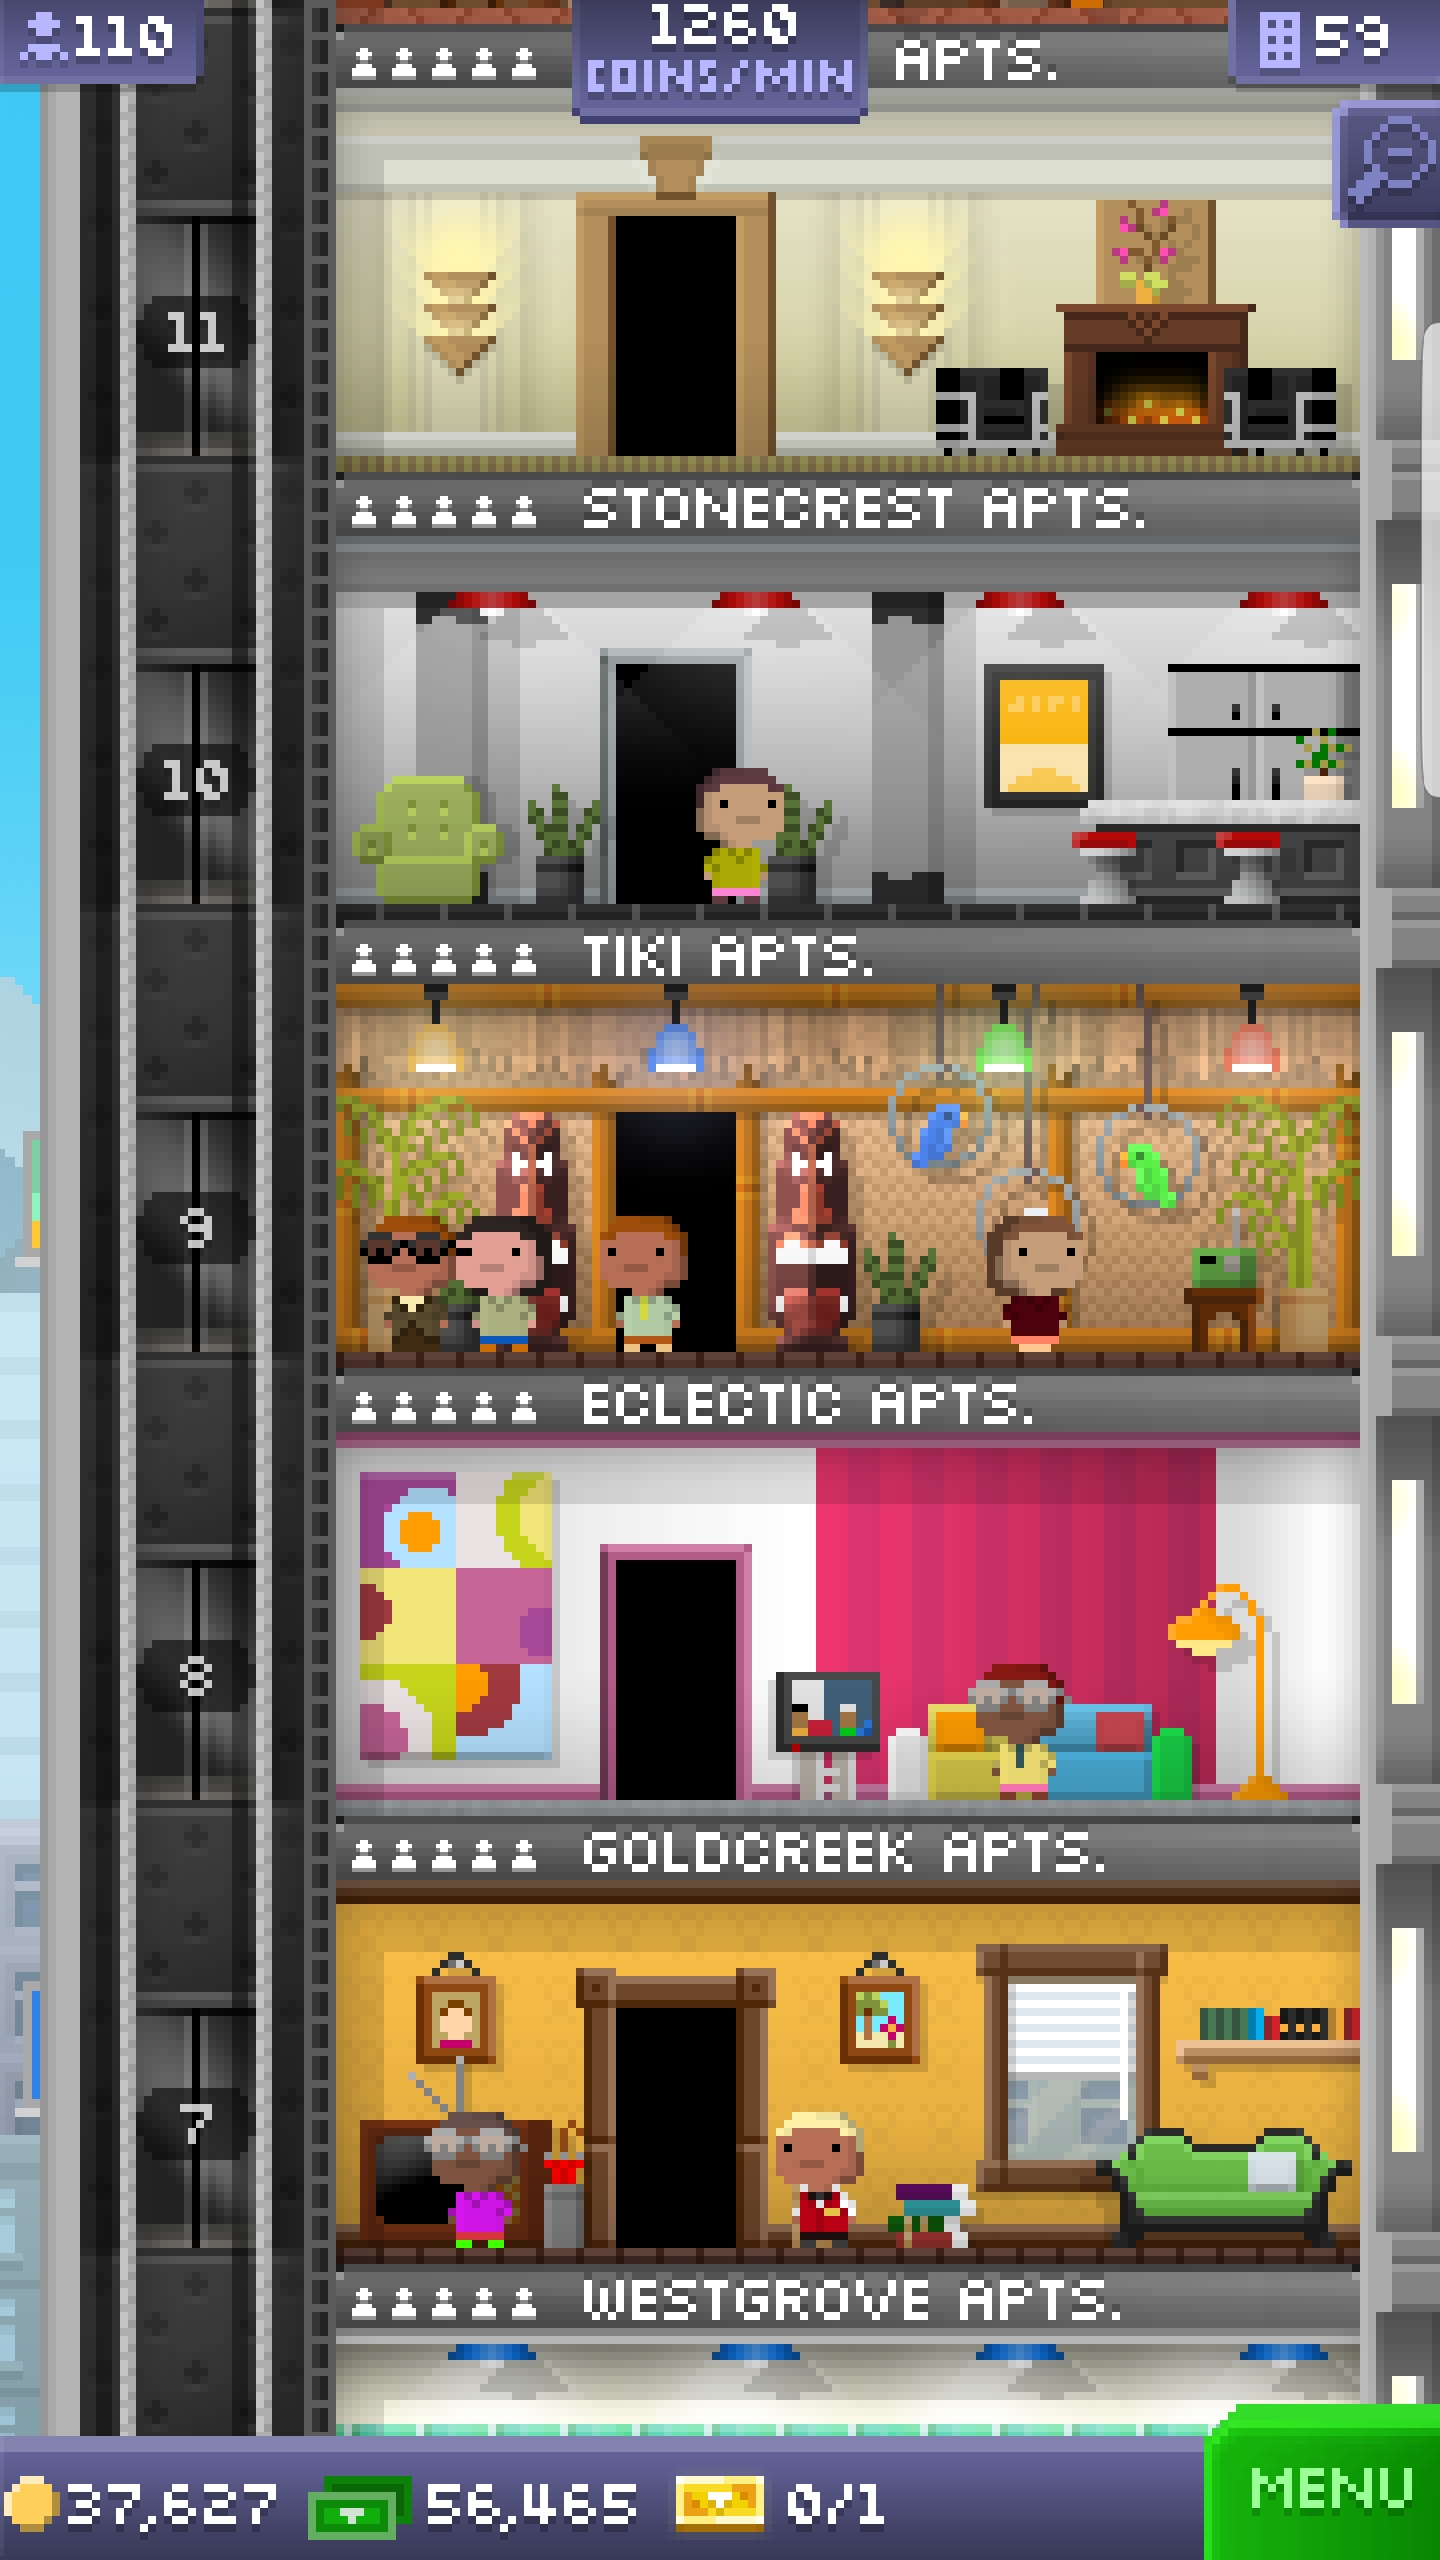 110
1260
COINS/MIN
59
APTS.
11
STONECREST APTS.
10
TIKI APTS.
9
ECLECTIC APTS.
8
GOLDCREEK APTS.
7
WESTGROVE APTS.
37,627
56,465
0/1
MENU